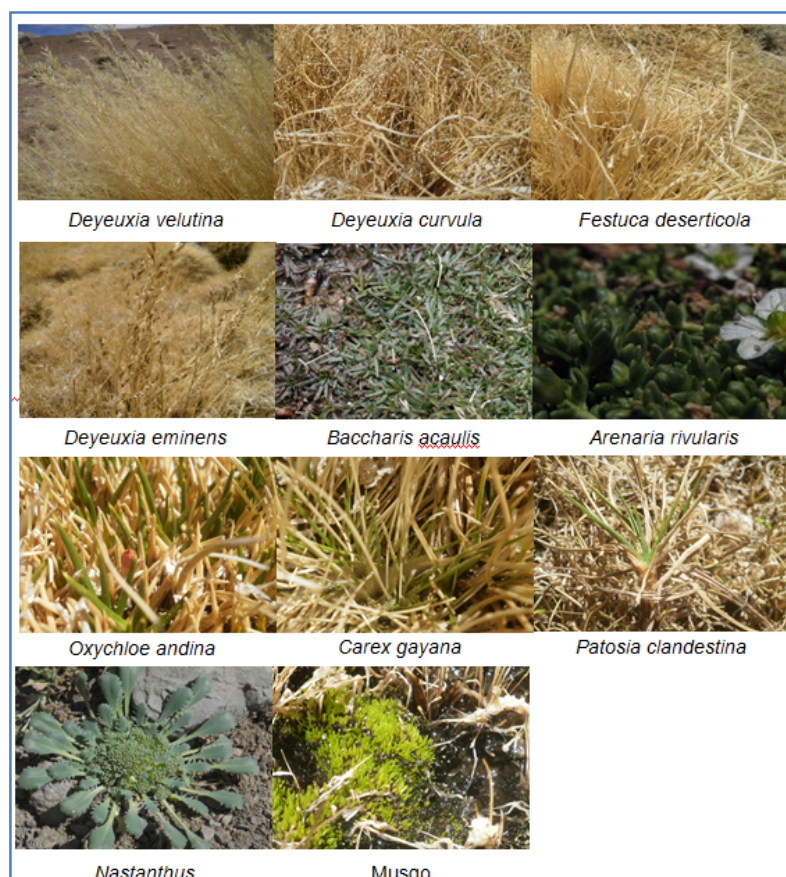 Deyeuxia velutina Deyeuxia curvula Festuca deserticola
Deyeuxia eminens Baccharis acaulis Arenaria rivularis
Oxychloe andina Carex gayana Patosia clandestina
Nastanthus Musgo